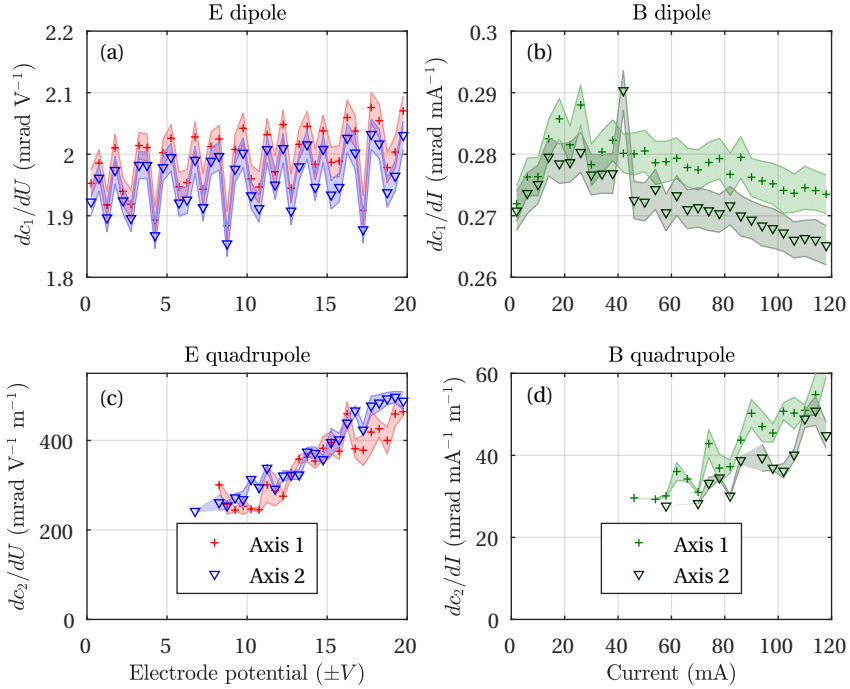 E dipole
B dipole
(a)
(b)
2.2
2.1
2
1.9
1.8
dc₁/dU (mrad V⁻¹)
0 5 10 15 20
0.3
0.29
0.28
0.27
0.26
dc₁/dI (mrad mA⁻¹)
0 20 40 60 80 100 120
E quadrupole
B quadrupole
(c)
(d)
400
200
0
dc₂/dU (mrad V⁻¹ m⁻¹)
Axis 1
Axis 2
0 5 10 15 20
Electrode potential (±V)
60
40
20
0
dc₂/dI (mrad mA⁻¹ m⁻¹)
Axis 1
Axis 2
0 20 40 60 80 100 120
Current (mA)